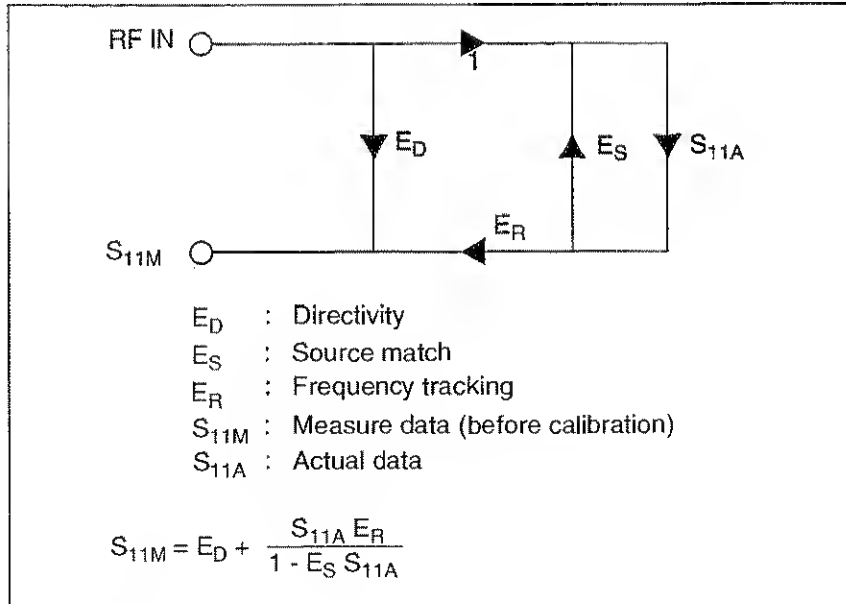 RF IN
1
E_D
E_S
S_11A
E_R
S_11M
E_D : Directivity
E_S : Source match
E_R : Frequency tracking
S_11M : Measure data (before calibration)
S_11A : Actual data
S_11M = E_D + S_11A E_R / 1 - E_S S_11A